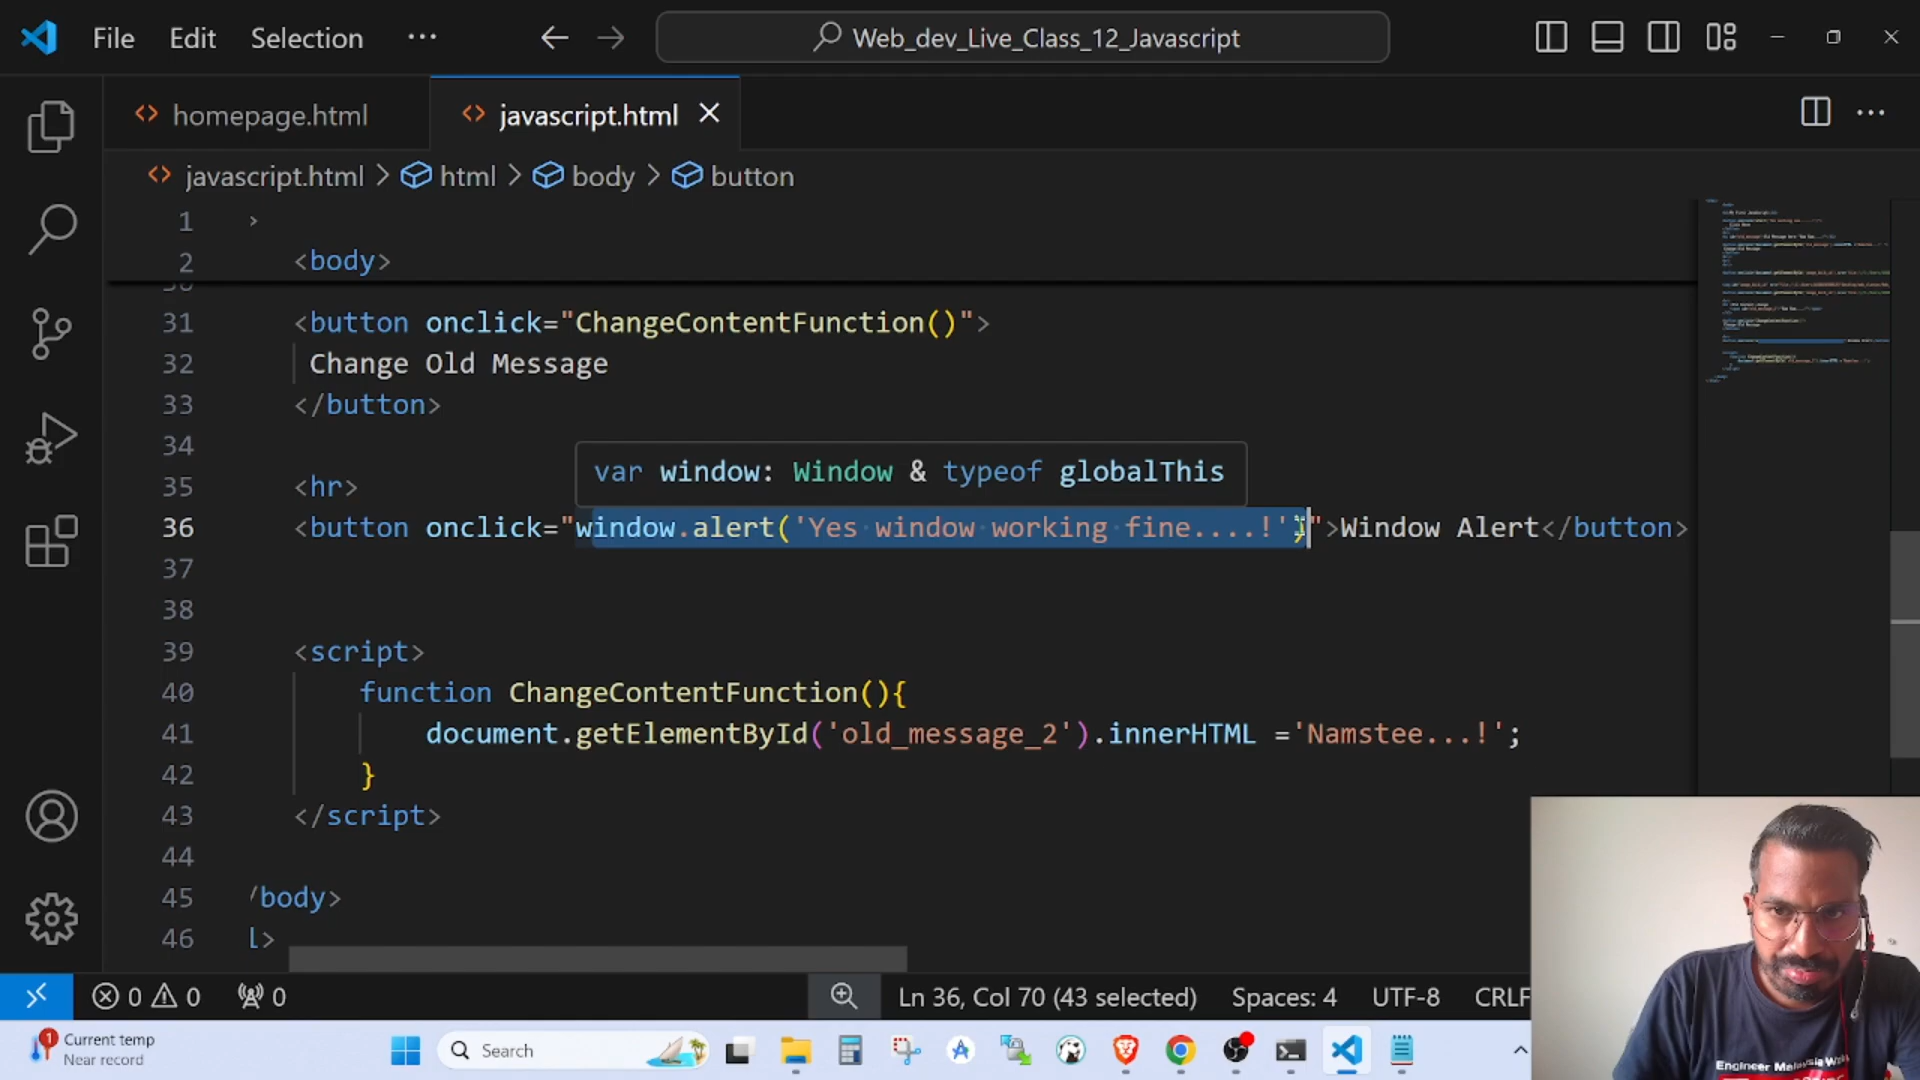 File Edit Selection ... Web_dev_Live_Class_12_Javascript
homepage.html javascript.html
javascript.html > html > body > button
1
2 <body>
31 <button onclick="ChangeContentFunction()">
32 Change Old Message
33 </button>
34
var window: Window & typeof globalThis
35 <hr>
36 <button onclick="window.alert('Yes window working fine....!')">Window Alert</button>
37
38
39 <script>
40 function ChangeContentFunction(){
41 document.getElementById('old_message_2').innerHTML ='Namstee...!';
42 }
43 </script>
44
45 /body>
46 l>
0 0 0 Ln 36, Col 70 (43 selected) Spaces: 4 UTF-8 CRLF
1 Current temp
Near record
Search